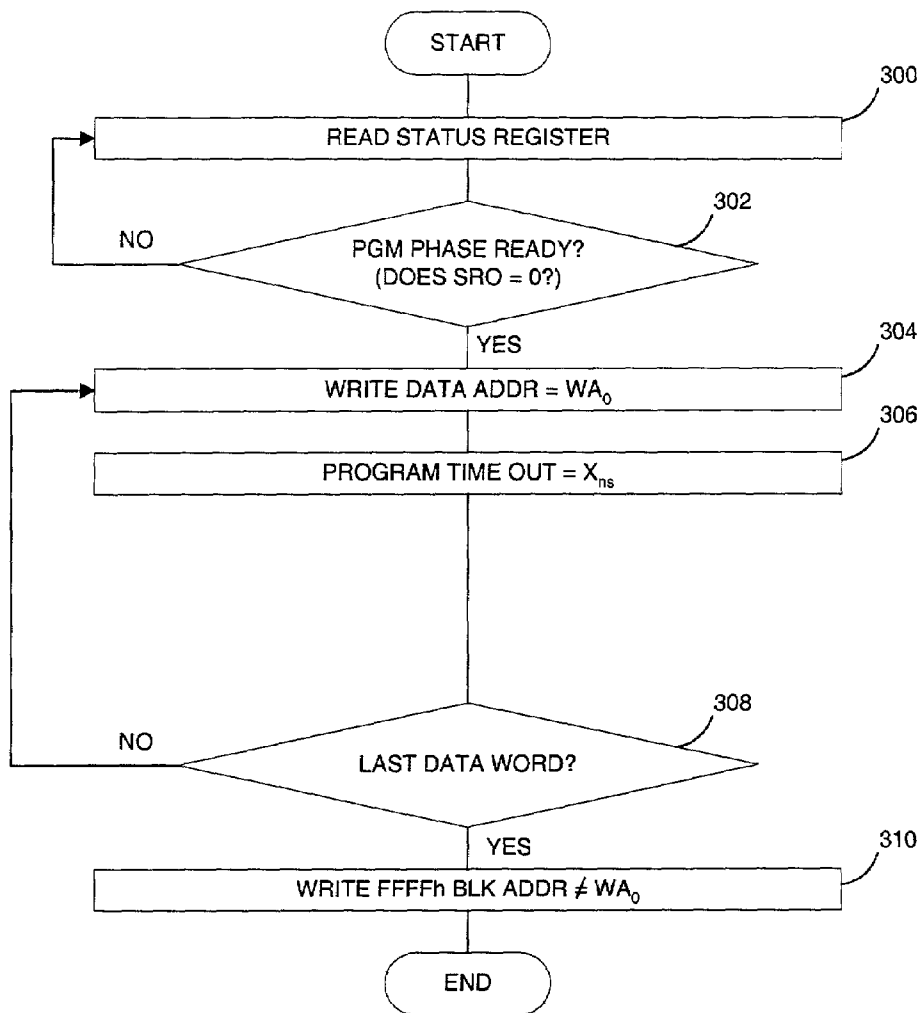 START
300
READ STATUS REGISTER
302
NO
PGM PHASE READY?
(DOES SRO = 0?)
YES
304
WRITE DATA ADDR = WA₀
306
PROGRAM TIME OUT = Xₙₛ
308
NO
LAST DATA WORD?
YES
310
WRITE FFFFh BLK ADDR ≠ WA₀
END